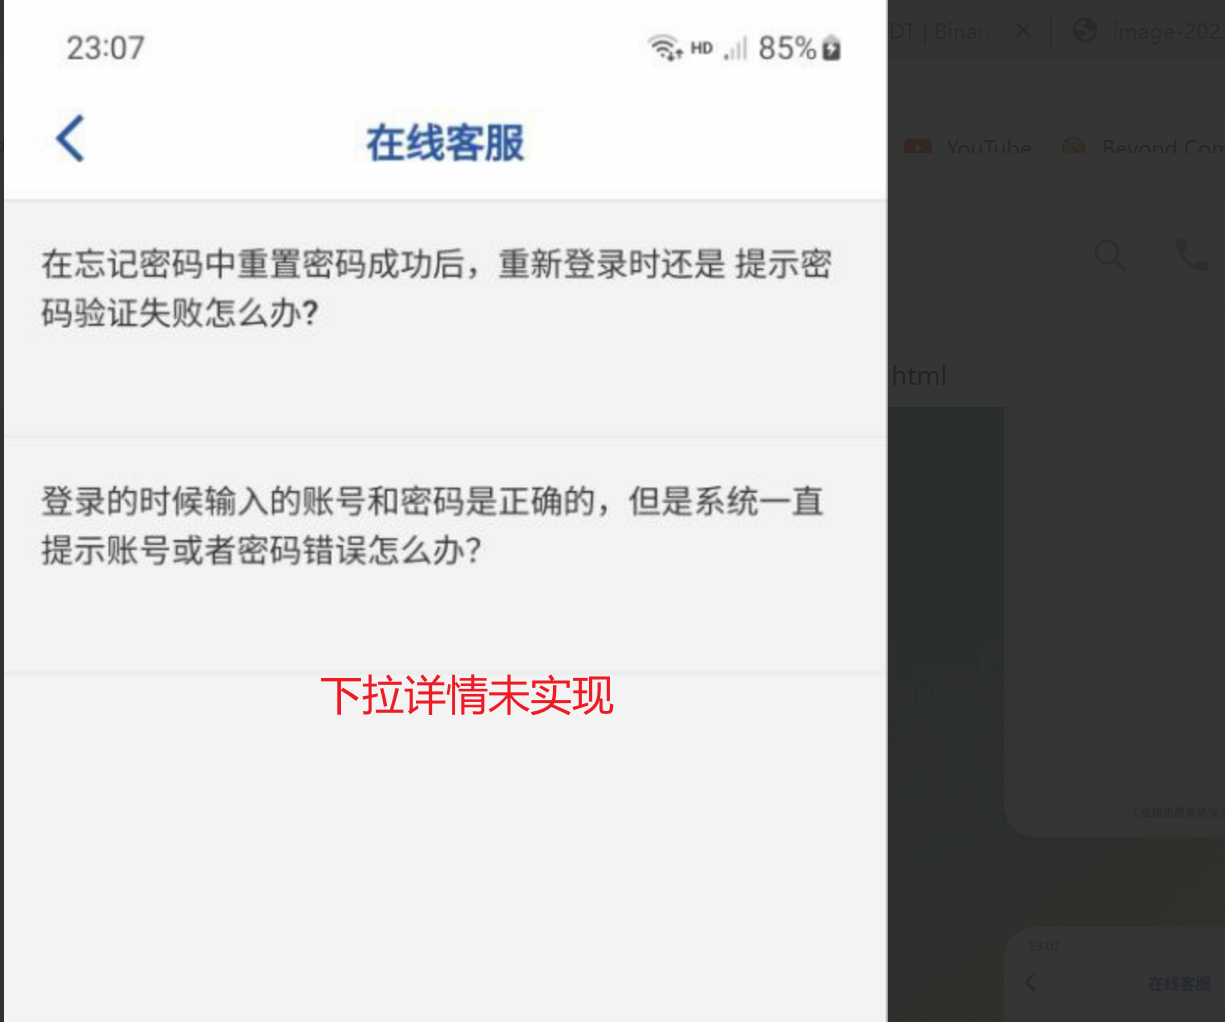 23:07
HD
85%
在线客服
在忘记密码中重置密码成功后，重新登录时还是 提示密
码验证失败怎么办?
登录的时候输入的账号和密码是正确的，但是系统一直
提示账号或者密码错误怎么办？
下拉详情未实现
DT | Binan
image-202
YouTube
Beyond Com
html
23:07
在线客服